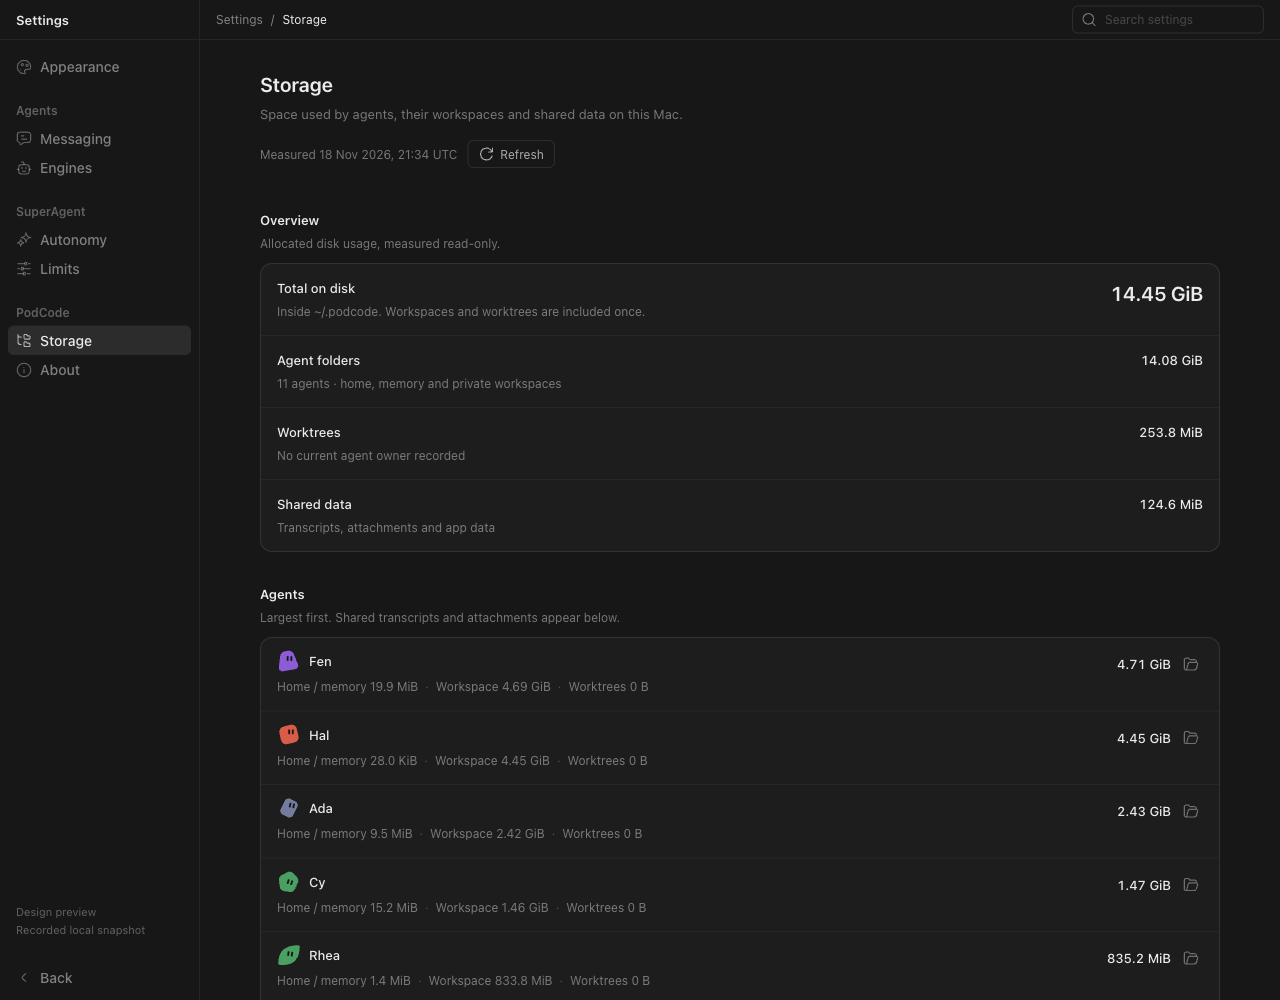 Settings
Settings / Storage
Search settings
Appearance
Agents
Messaging
Engines
SuperAgent
Autonomy
Limits
PodCode
Storage
About
Design preview
Recorded local snapshot
Back
Storage
Space used by agents, their workspaces and shared data on this Mac.
Measured 18 Nov 2026, 21:34 UTC
Refresh
Overview
Allocated disk usage, measured read-only.
Total on disk
14.45 GiB
Inside ~/.podcode. Workspaces and worktrees are included once.
Agent folders
14.08 GiB
11 agents · home, memory and private workspaces
Worktrees
253.8 MiB
No current agent owner recorded
Shared data
124.6 MiB
Transcripts, attachments and app data
Agents
Largest first. Shared transcripts and attachments appear below.
Fen
4.71 GiB
Home / memory 19.9 MiB · Workspace 4.69 GiB · Worktrees 0 B
Hal
4.45 GiB
Home / memory 28.0 KiB · Workspace 4.45 GiB · Worktrees 0 B
Ada
2.43 GiB
Home / memory 9.5 MiB · Workspace 2.42 GiB · Worktrees 0 B
Cy
1.47 GiB
Home / memory 15.2 MiB · Workspace 1.46 GiB · Worktrees 0 B
Rhea
835.2 MiB
Home / memory 1.4 MiB · Workspace 833.8 MiB · Worktrees 0 B